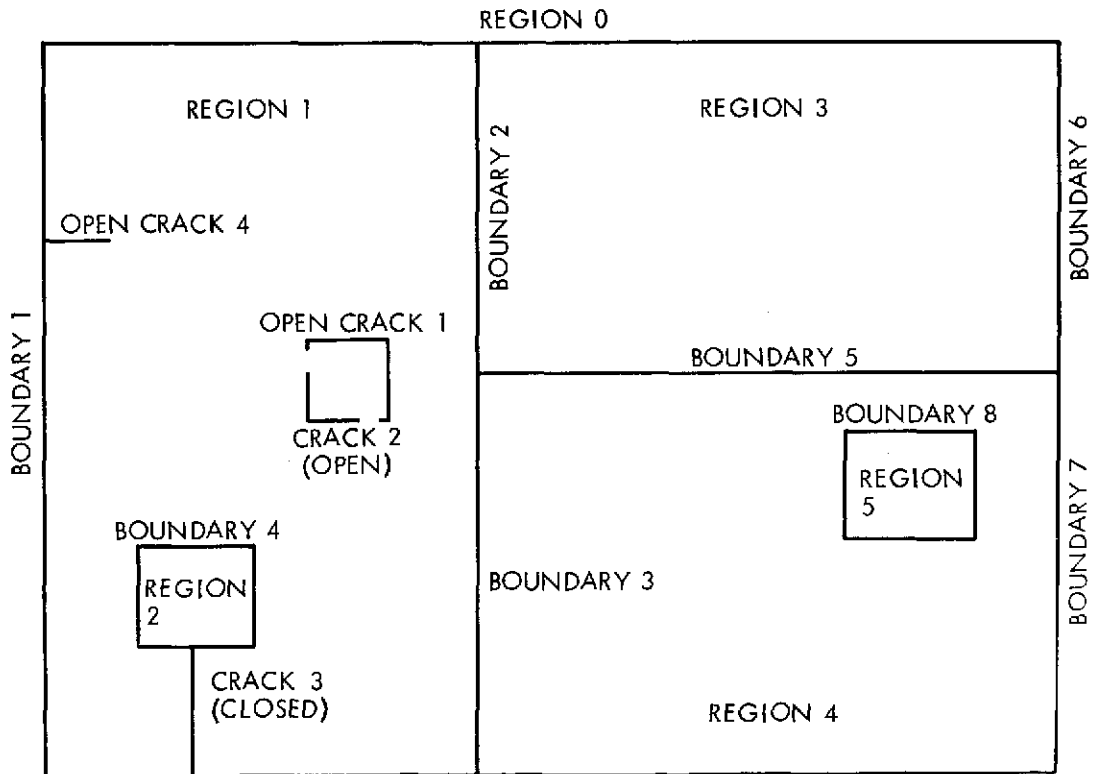 REGION 0
REGION 1
REGION 3
BOUNDARY 2
BOUNDARY 6
OPEN CRACK 4
OPEN CRACK 1
BOUNDARY 1
BOUNDARY 5
CRACK 2
(OPEN)
BOUNDARY 8
REGION
5
BOUNDARY 7
BOUNDARY 4
REGION
2
BOUNDARY 3
CRACK 3
(CLOSED)
REGION 4